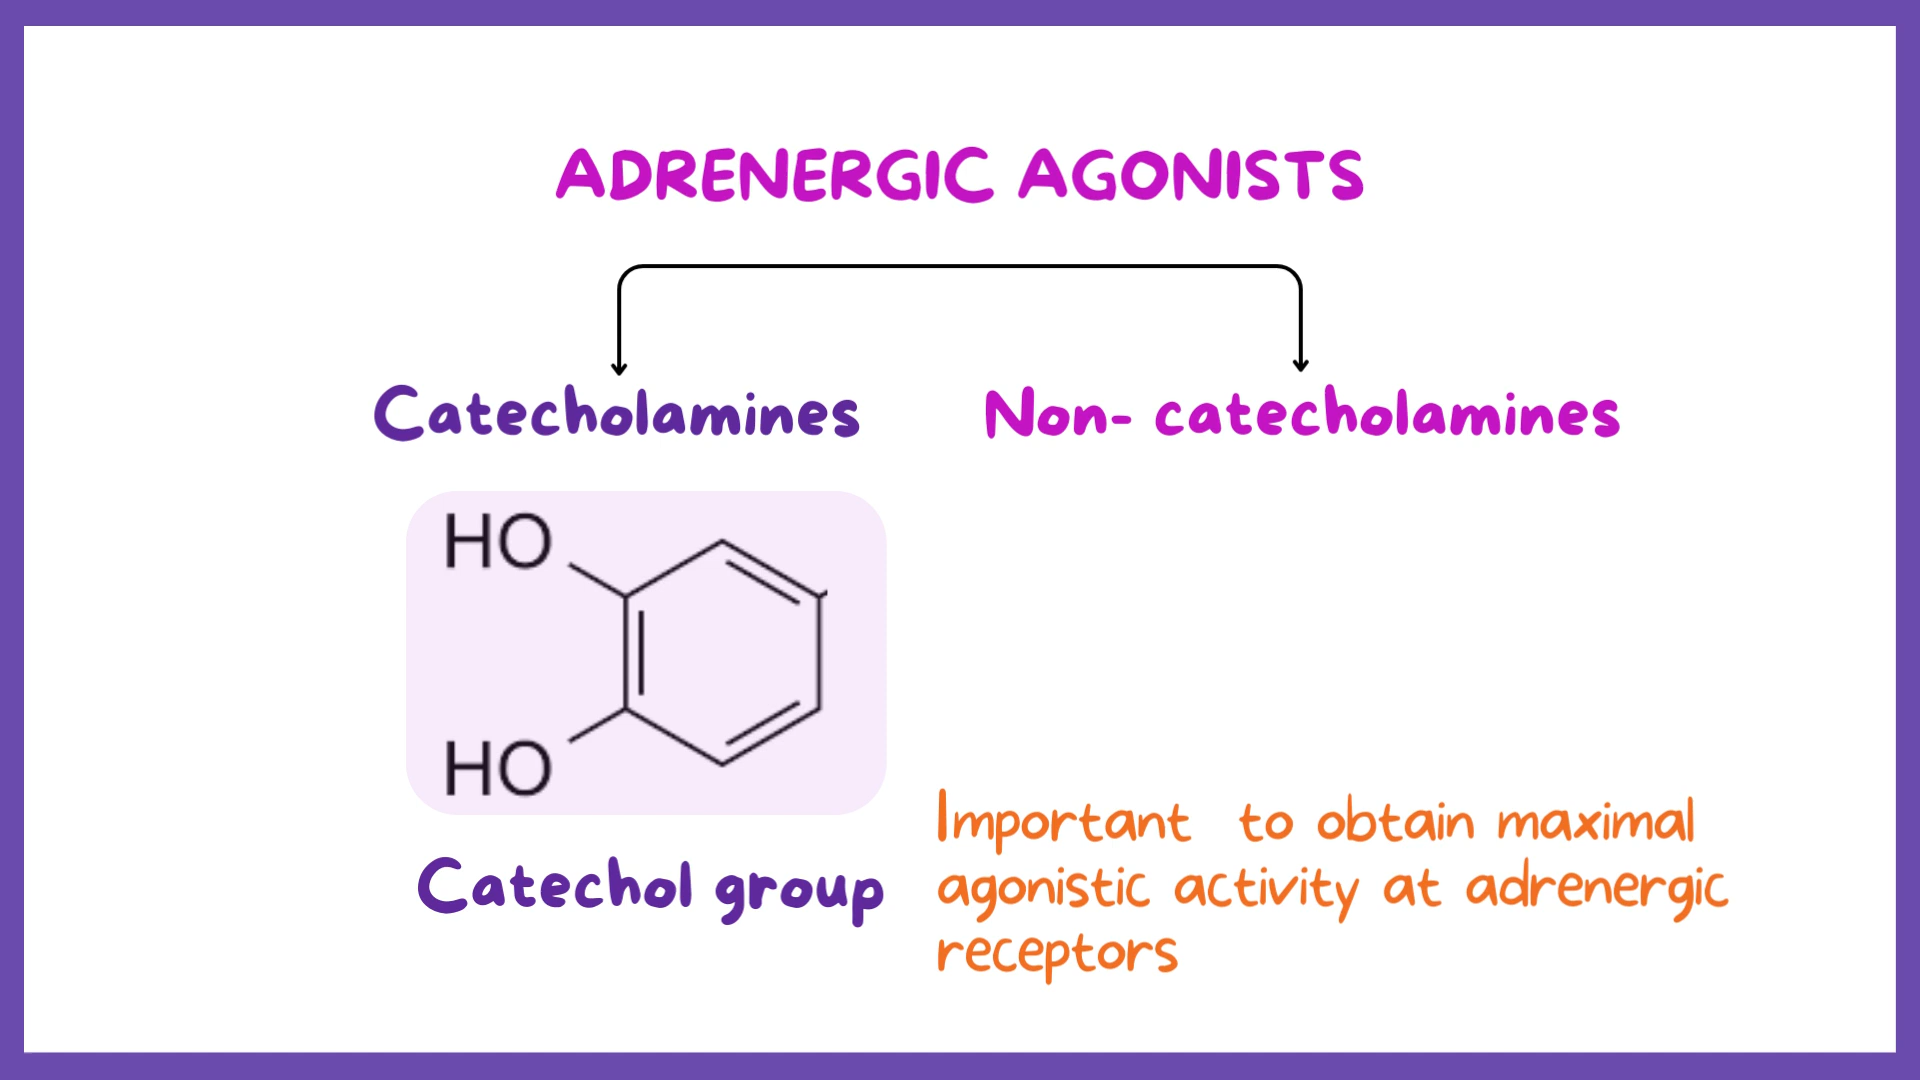 ADRENERGIC AGONISTS
Catecholamines
Non- catecholamines
HO
HO
Catechol group
Important to obtain maximal
agonistic activity at adrenergic
receptors